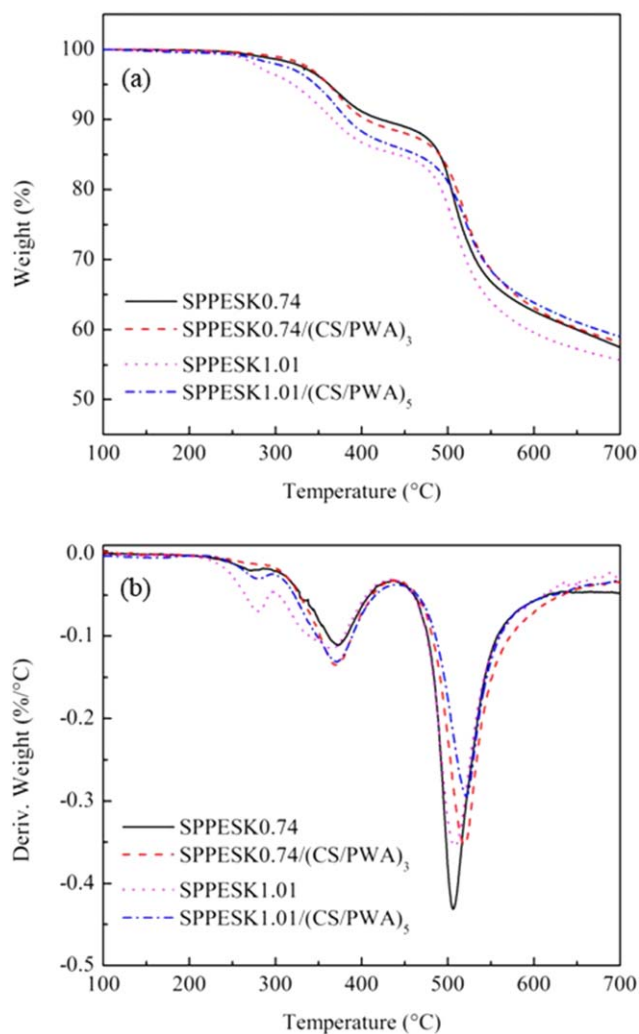 (a)
100
90
80
70
60
50
Weight (%)
SPPESK0.74
SPPESK0.74/(CS/PWA)₃
SPPESK1.01
SPPESK1.01/(CS/PWA)₅
100 200 300 400 500 600 700
Temperature (°C)
(b)
0.0
-0.1
-0.2
-0.3
-0.4
-0.5
Deriv. Weight (%/°C)
SPPESK0.74
SPPESK0.74/(CS/PWA)₃
SPPESK1.01
SPPESK1.01/(CS/PWA)₅
100 200 300 400 500 600 700
Temperature (°C)